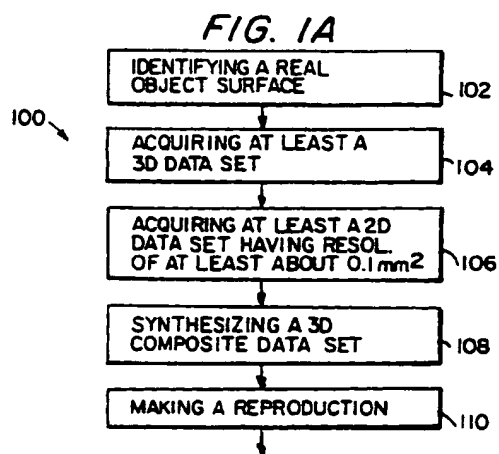 FIG. 1A
IDENTIFYING A REAL
OBJECT SURFACE
102
100
ACQUIRING AT LEAST A
3D DATA SET
104
ACQUIRING AT LEAST A 2D
DATA SET HAVING RESOL.
OF AT LEAST ABOUT 0.1mm²
106
SYNTHESIZING A 3D
COMPOSITE DATA SET
108
MAKING A REPRODUCTION
110